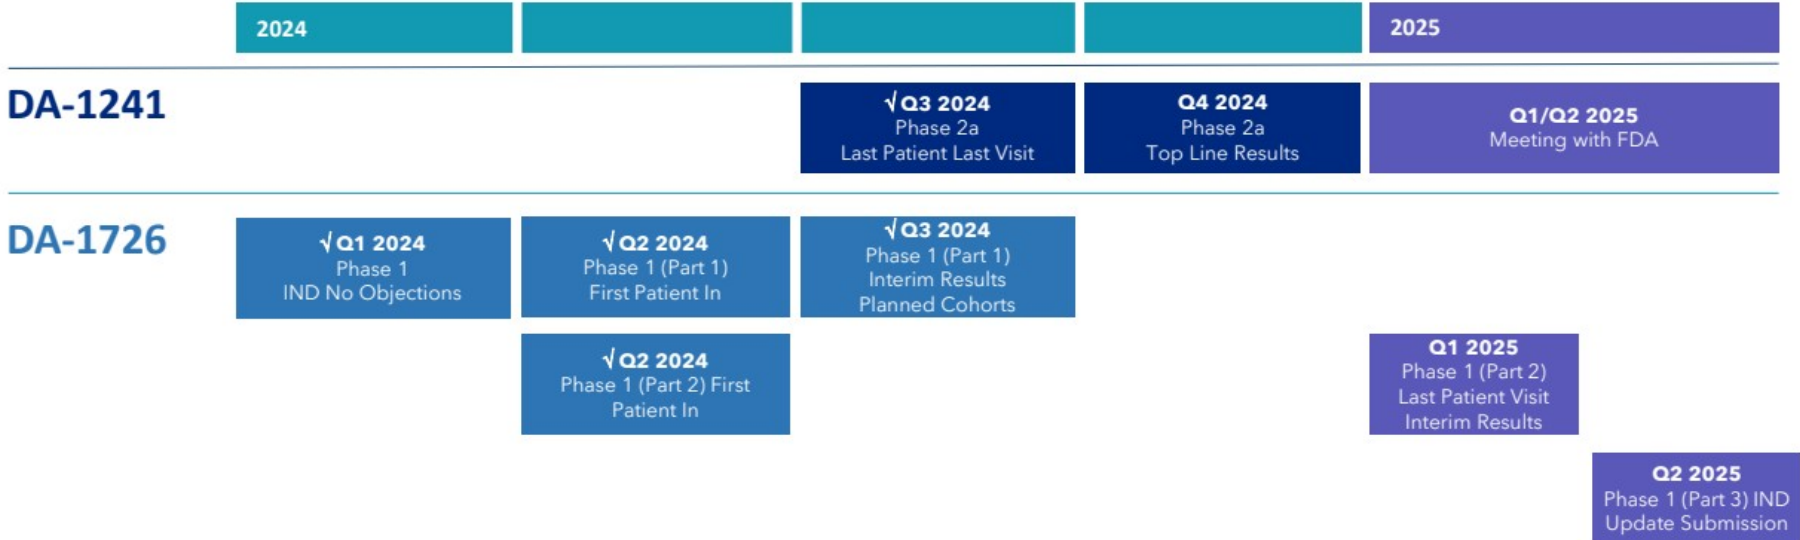 2024
2025
DA-1241
√ Q3 2024
Phase 2a
Last Patient Last Visit
Q4 2024
Phase 2a
Top Line Results
Q1/Q2 2025
Meeting with FDA
DA-1726
√ Q1 2024
Phase 1
IND No Objections
√ Q2 2024
Phase 1 (Part 1)
First Patient In
√ Q3 2024
Phase 1 (Part 1)
Interim Results
Planned Cohorts
√ Q2 2024
Phase 1 (Part 2) First
Patient In
Q1 2025
Phase 1 (Part 2)
Last Patient Visit
Interim Results
Q2 2025
Phase 1 (Part 3) IND
Update Submission